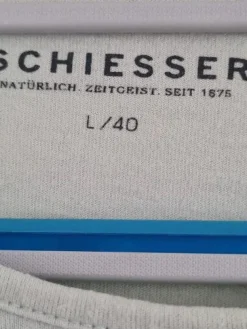 SCHIESSER
NATÜRLICH. ZEITGEIST. SEIT 1875
L/40